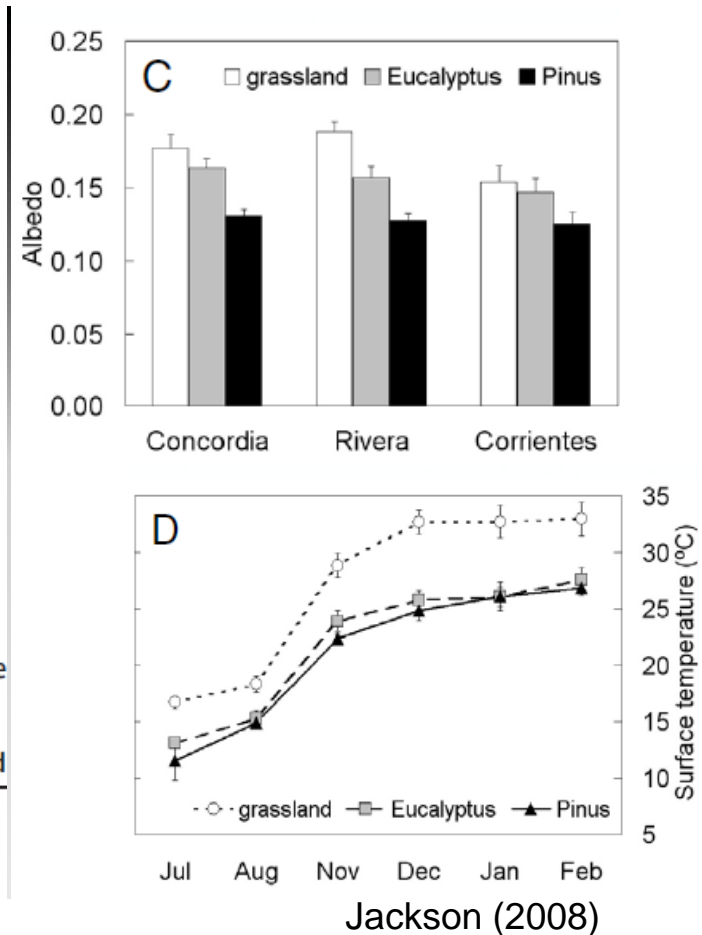 0.25
C grassland Eucalyptus Pinus
0.20
0.15
Albedo
0.10
0.05
0.00
Concordia Rivera Corrientes
D
35
30
25
20
15
10
5
Surface temperature (ºC)
e
d
grassland Eucalyptus Pinus
Jul Aug Nov Dec Jan Feb
Jackson (2008)